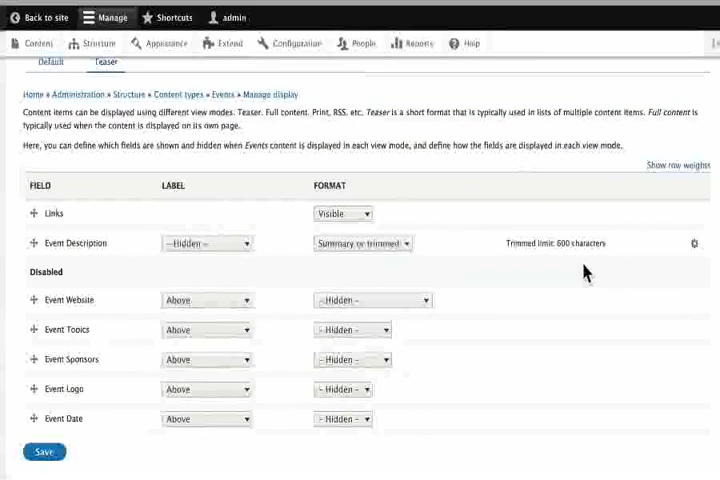 Back to site Manage Shortcuts admin
Content Structure Appearance Extend Configuration People Reports Help
Default Teaser
Home » Administration » Structure » Content types » Events » Manage display
Content items can be displayed using different view modes. Teaser. Full content. Print, RSS, etc. Teaser is a short format that is typically used in lists of multiple content items. Full content is
typically used when the content is displayed on its own page.
Here, you can define which fields are shown and hidden when Events content is displayed in each view mode, and define how the fields are displayed in each view mode.
Show row weights
FIELD LABEL FORMAT
Links Visible
Event Description - Hidden - Summary or trimmed Trimmed limit: 600 characters
Disabled
Event Website Above - Hidden -
Event Topics Above - Hidden -
Event Sponsors Above - Hidden -
Event Logo Above - Hidden -
Event Date Above - Hidden -
Save